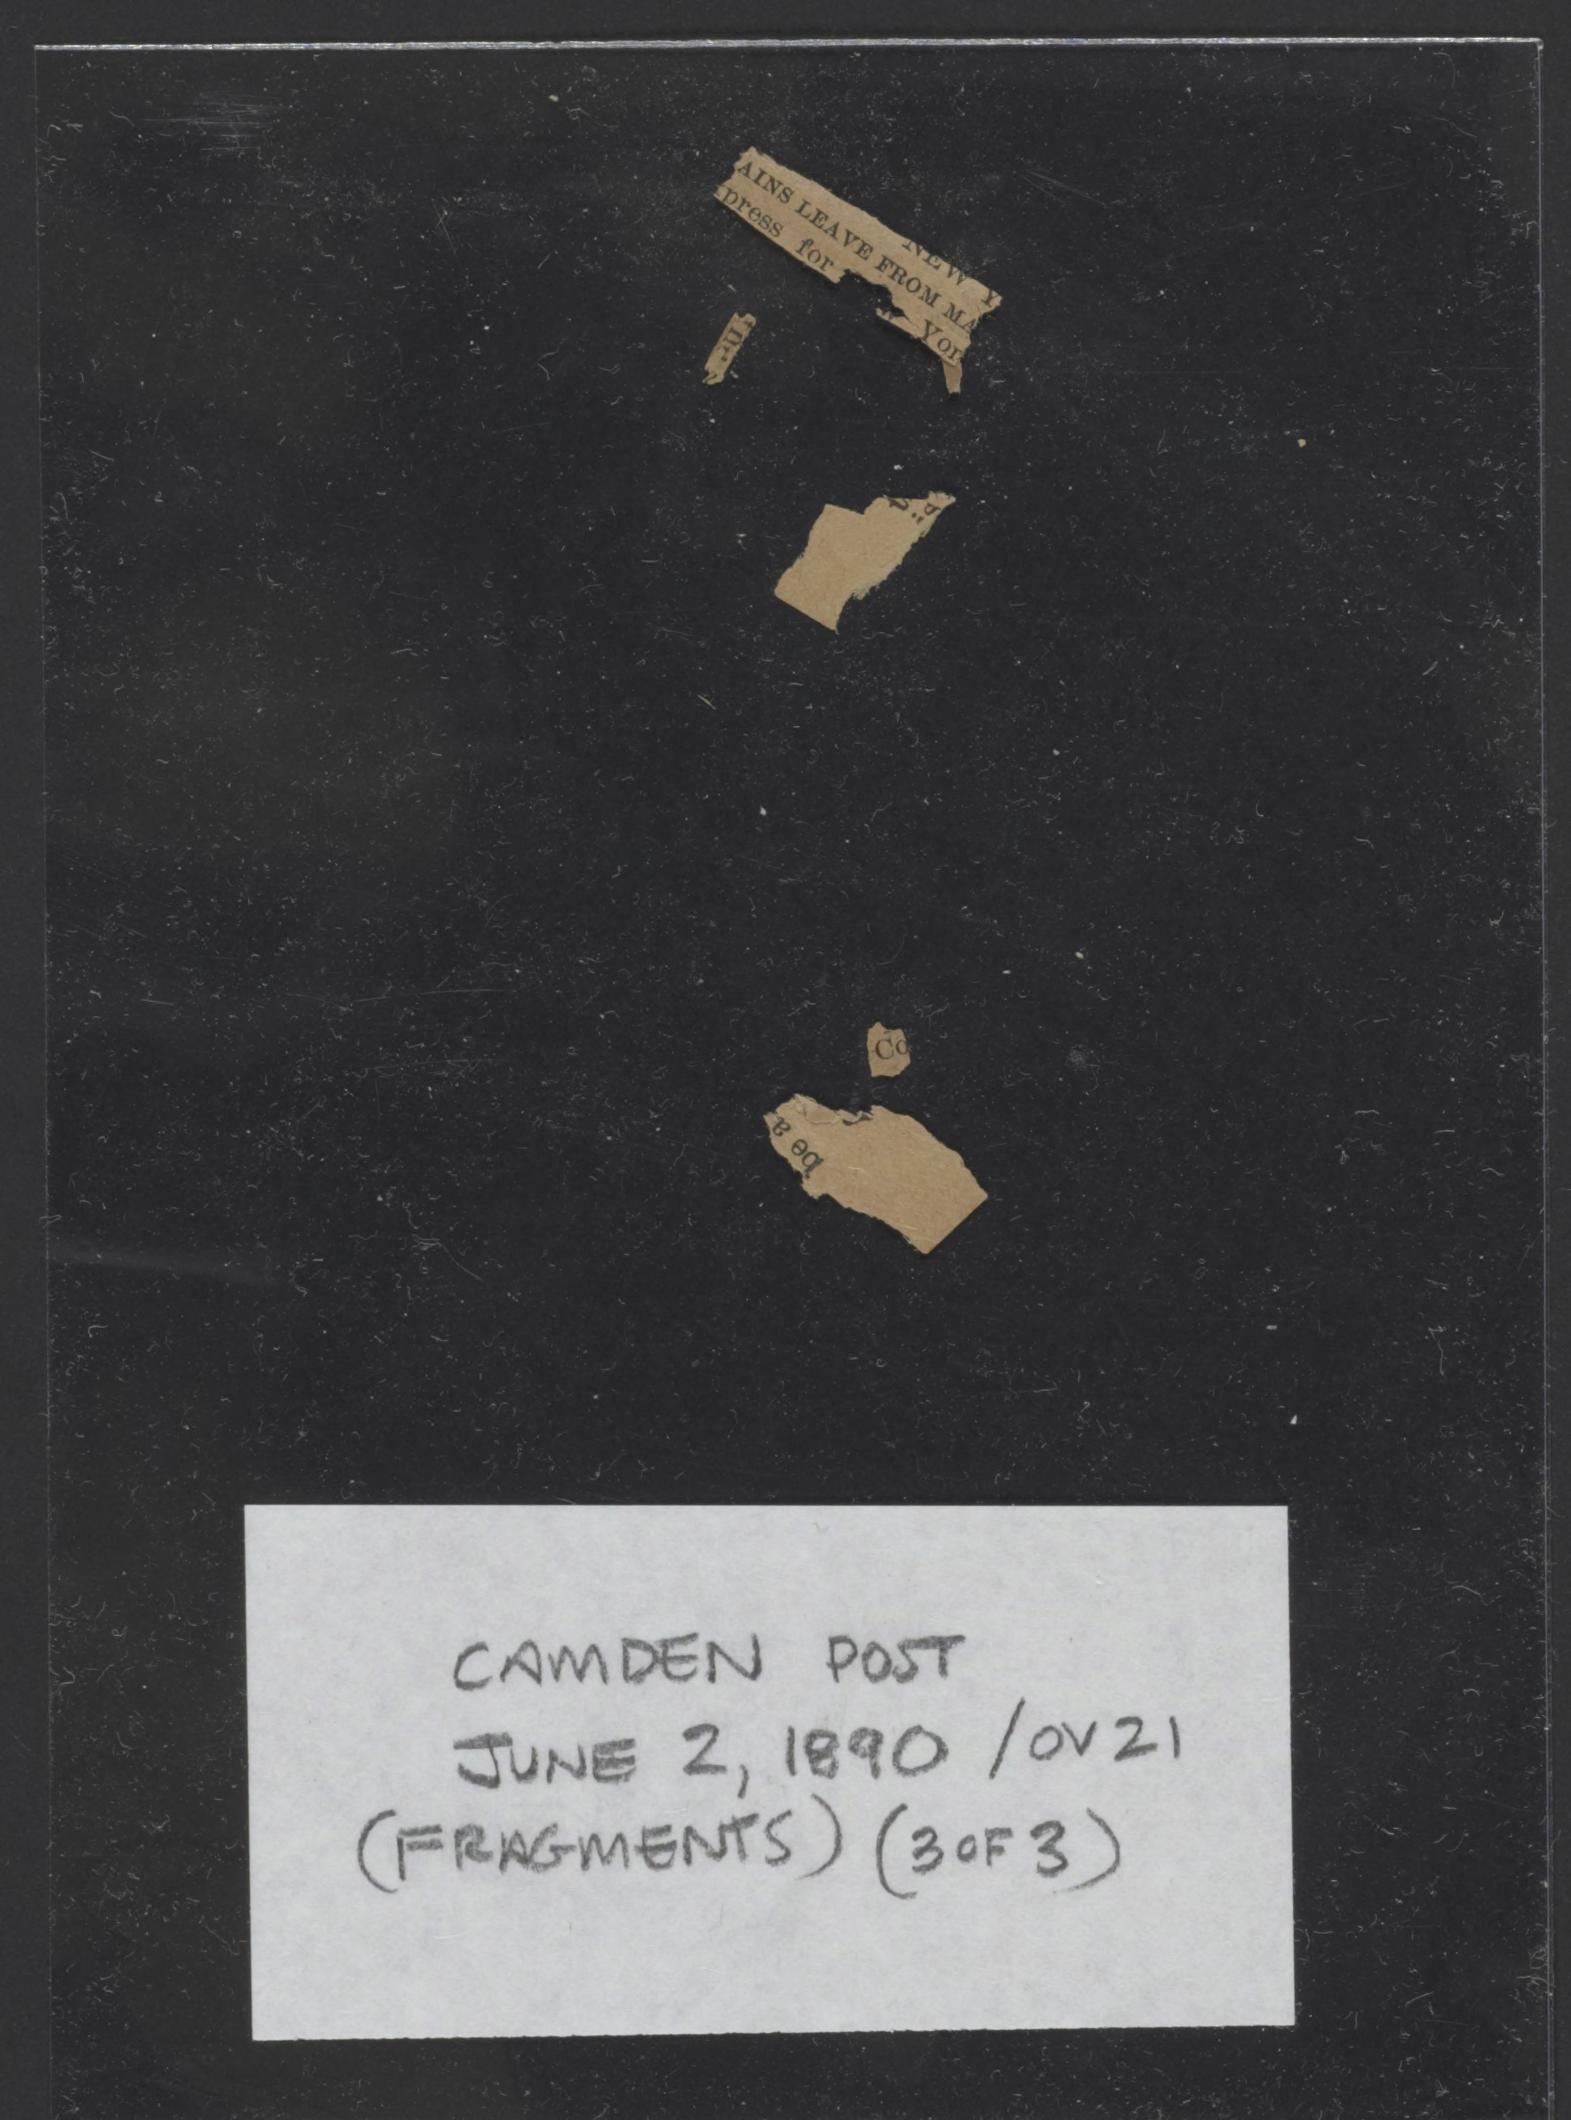 NEW Y
AINS LEAVE FROM MA
press for
Yor
Co
be a
CAMDEN POST
JUNE 2, 1890 /OV21
(FRAGMENTS) (3 OF 3)